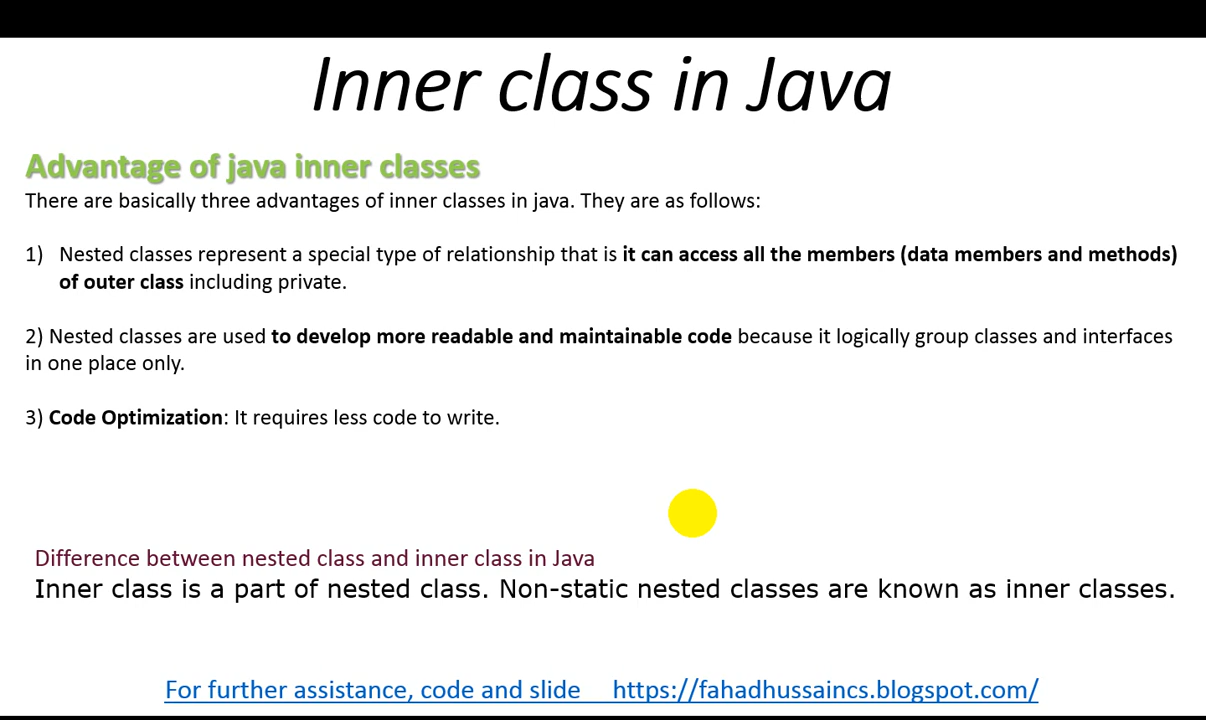 Inner class in Java
Advantage of java inner classes
There are basically three advantages of inner classes in java. They are as follows:
1) Nested classes represent a special type of relationship that is it can access all the members (data members and methods)
of outer class including private.
2) Nested classes are used to develop more readable and maintainable code because it logically group classes and interfaces
in one place only.
3) Code Optimization: It requires less code to write.
Difference between nested class and inner class in Java
Inner class is a part of nested class. Non-static nested classes are known as inner classes.
For further assistance, code and slide https://fahadhussaincs.blogspot.com/